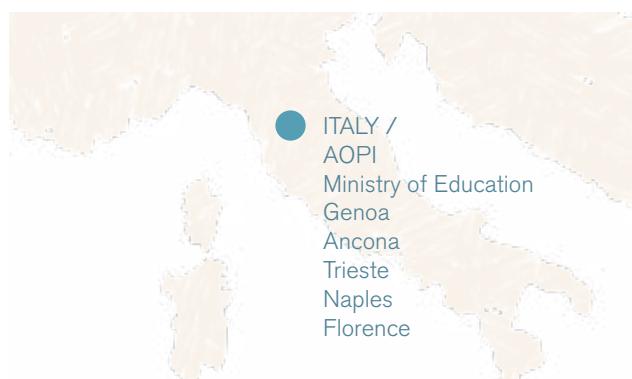 ITALY /
AOPI
Ministry of Education
Genoa
Ancona
Trieste
Naples
Florence